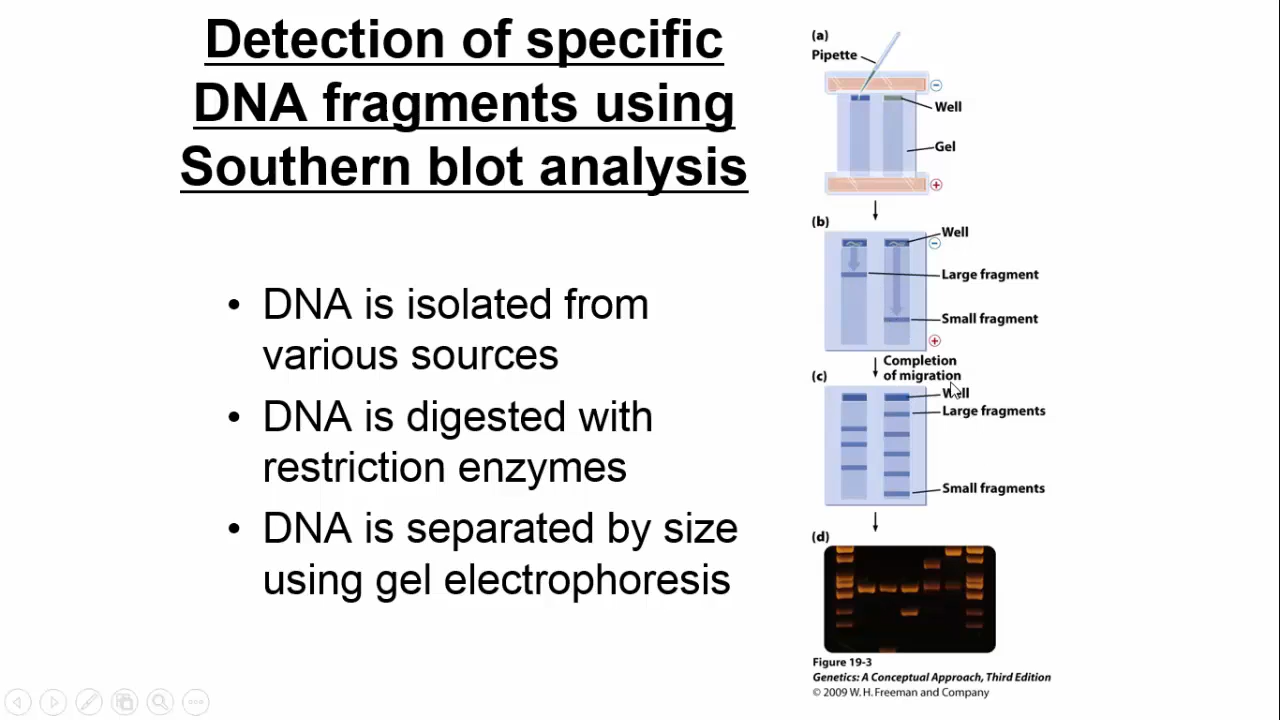 Detection of specific
DNA fragments using
Southern blot analysis
• DNA is isolated from
various sources
• DNA is digested with
restriction enzymes
• DNA is separated by size
using gel electrophoresis
(a)
Pipette
−
Well
Gel
+
(b)
Well
−
Large fragment
Small fragment
+
Completion
of migration
(c)
Well
Large fragments
Small fragments
(d)
Figure 19-3
Genetics: A Conceptual Approach, Third Edition
© 2009 W. H. Freeman and Company